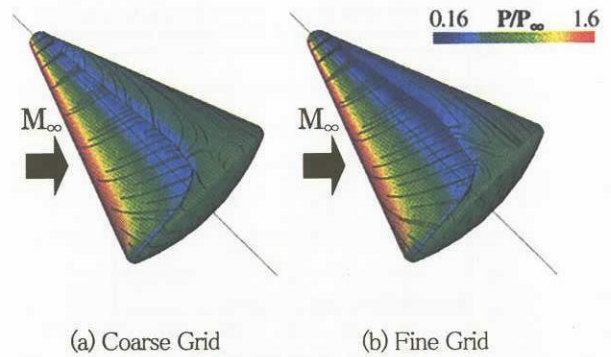 0.16 P/P∞ 1.6
M∞ M∞
(a) Coarse Grid (b) Fine Grid